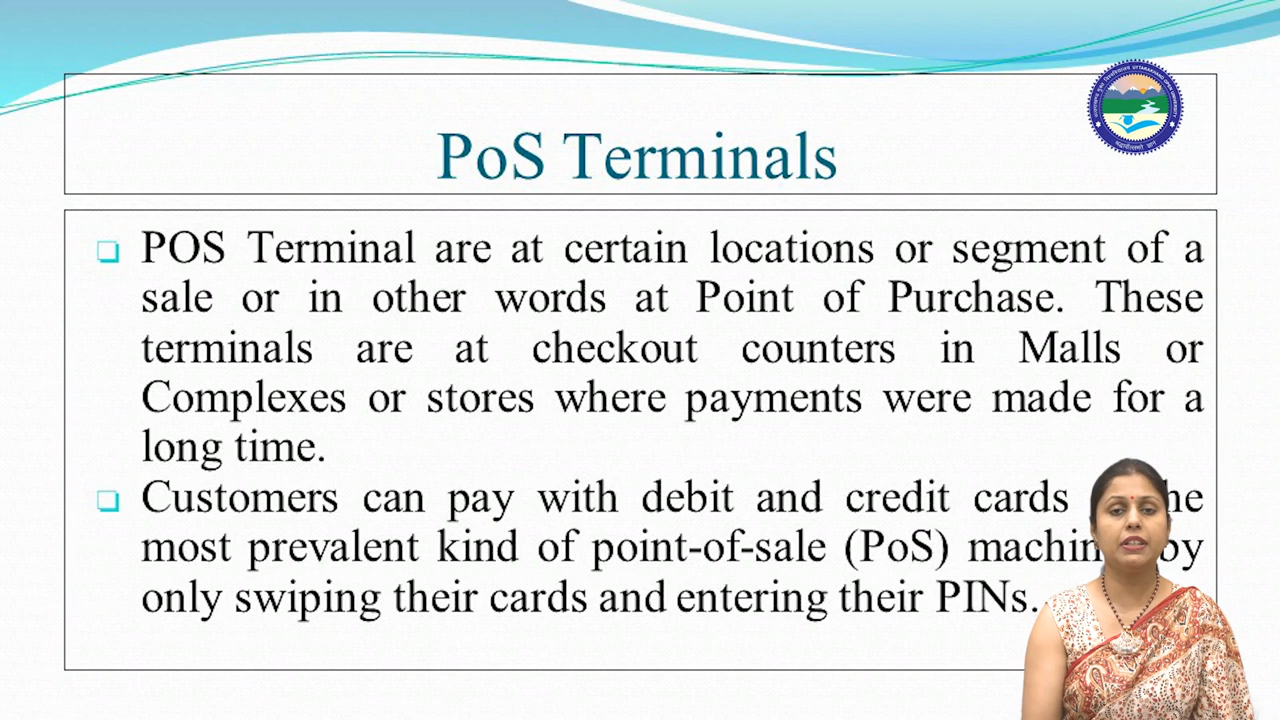 PoS Terminals
POS Terminal are at certain locations or segment of a
sale or in other words at Point of Purchase. These
terminals are at checkout counters in Malls or
Complexes or stores where payments were made for a
long time.
Customers can pay with debit and credit cards
most prevalent kind of point-of-sale (PoS) by
only swiping their cards and entering their PINs.